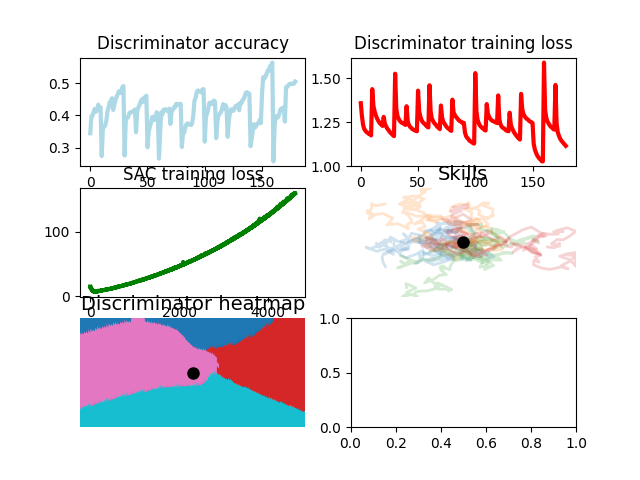 Discriminator accuracy
0.5
0.4
0.3
0 50 100 150
Discriminator training loss
1.50
1.25
1.00
0 50 100 150
SAC training loss
100
0
0 2000 4000
Skills
Discriminator heatmap
1.0
0.5
0.0
0.0 0.2 0.4 0.6 0.8 1.0